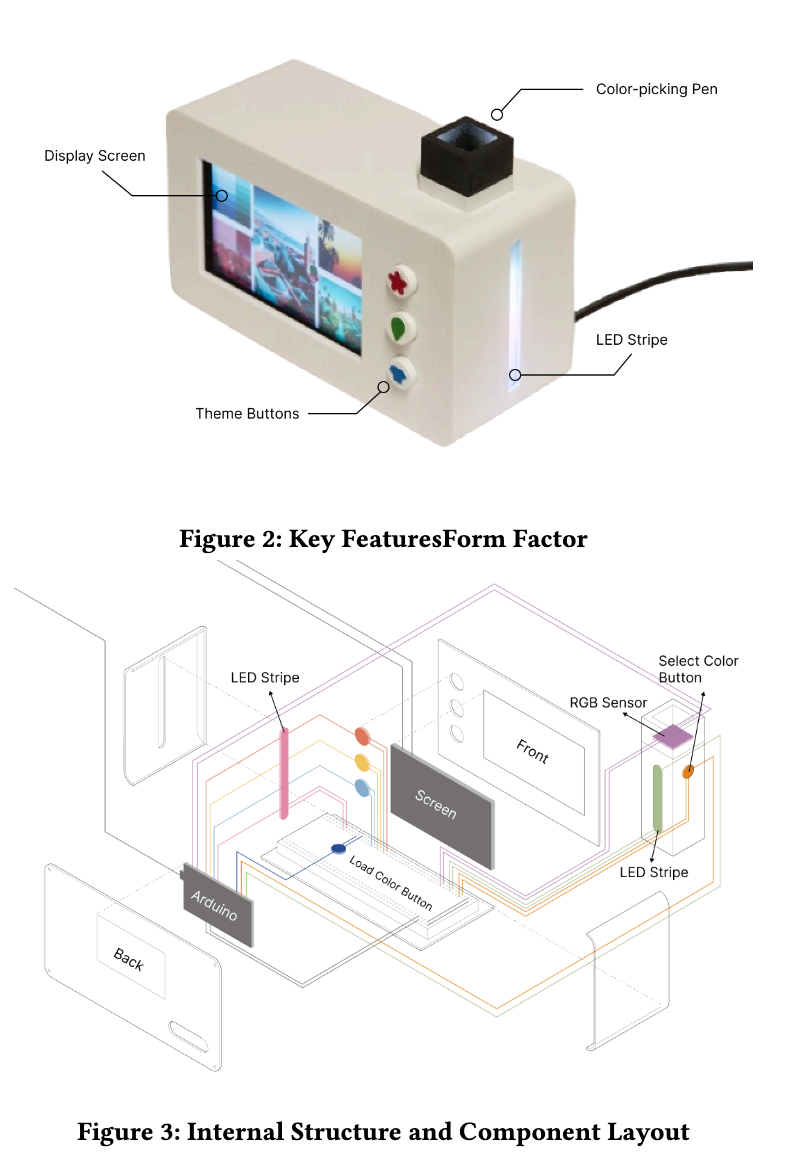 Color-picking Pen
Display Screen
LED Stripe
Theme Buttons
Figure 2: Key FeaturesForm Factor
Select Color
Button
LED Stripe
RGB Sensor
Front
Screen
Load Color Button
LED Stripe
Arduino
Back
Figure 3: Internal Structure and Component Layout